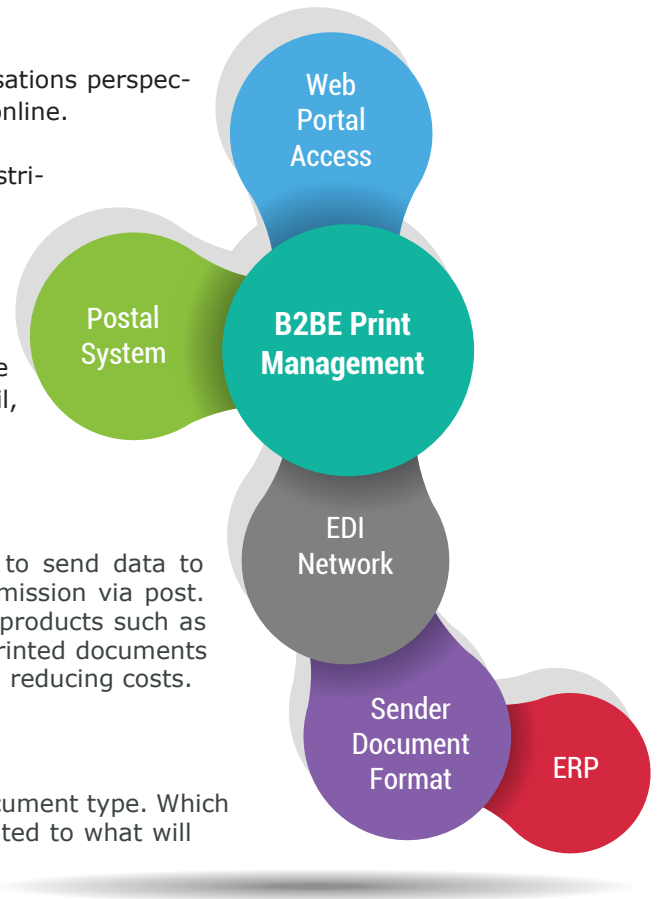 sations perspec-
nline.
stri-
e
il,
to send data to
mission via post.
products such as
rinted documents
reducing costs.
cument type. Which
ted to what will
Web
Portal
Access
Postal
System
B2BE Print
Management
EDI
Network
Sender
Document
Format
ERP